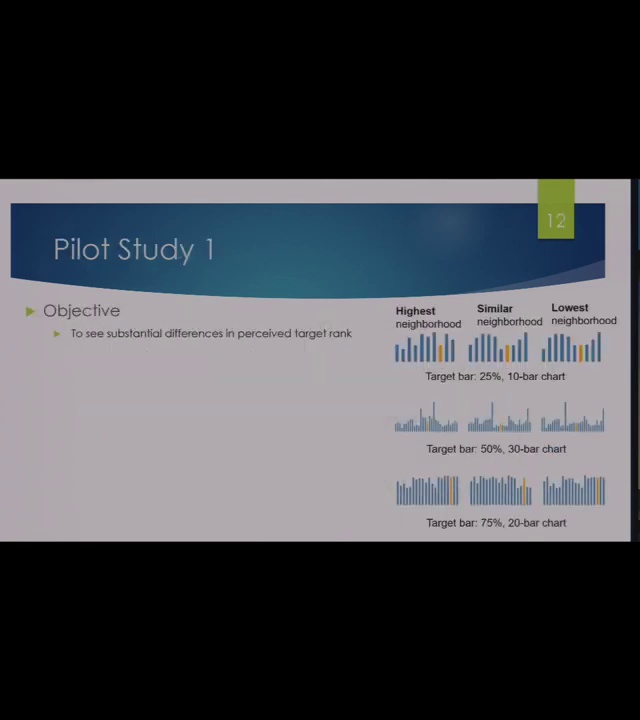 12
Pilot Study 1
Objective
To see substantial differences in perceived target rank
Highest neighborhood
Similar neighborhood
Lowest neighborhood
Target bar: 25%, 10-bar chart
Target bar: 50%, 30-bar chart
Target bar: 75%, 20-bar chart